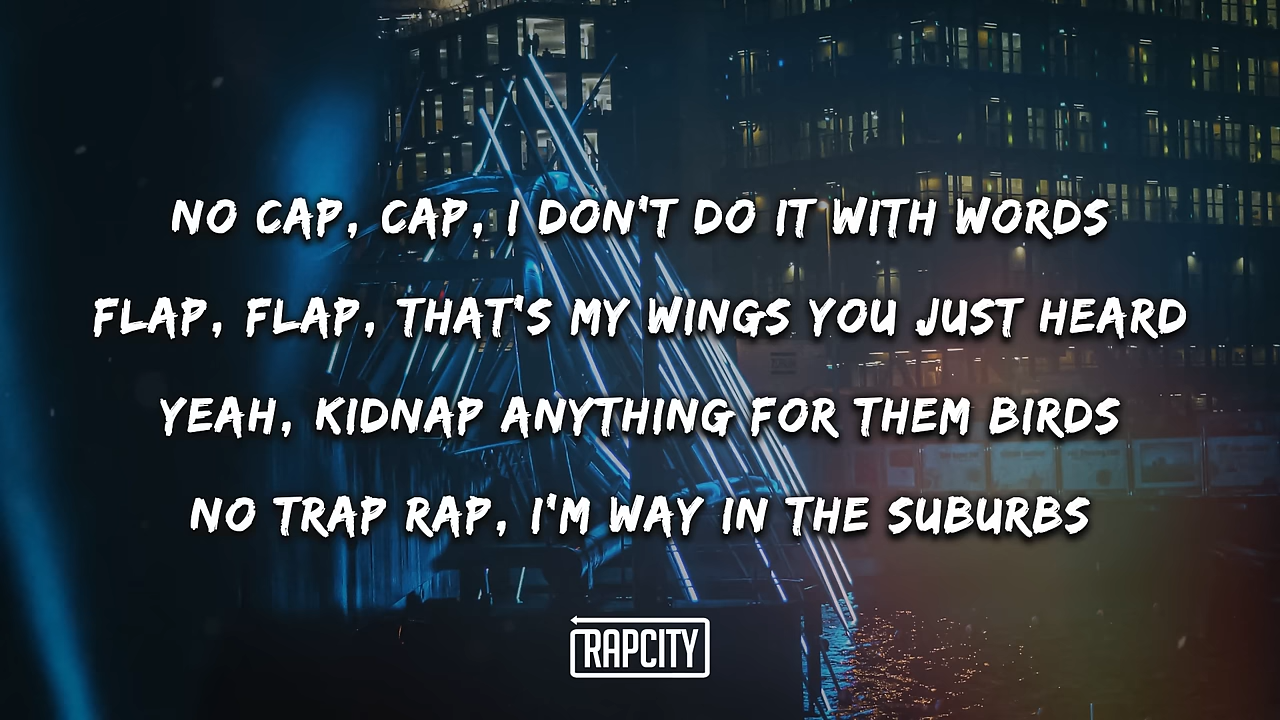 NO CAP, CAP, I DON'T DO IT WITH WORDS
FLAP, FLAP, THAT'S MY WINGS YOU JUST HEARD
YEAH, KIDNAP ANYTHING FOR THEM BIRDS
NO TRAP RAP, I'M WAY IN THE SUBURBS
RAPCITY